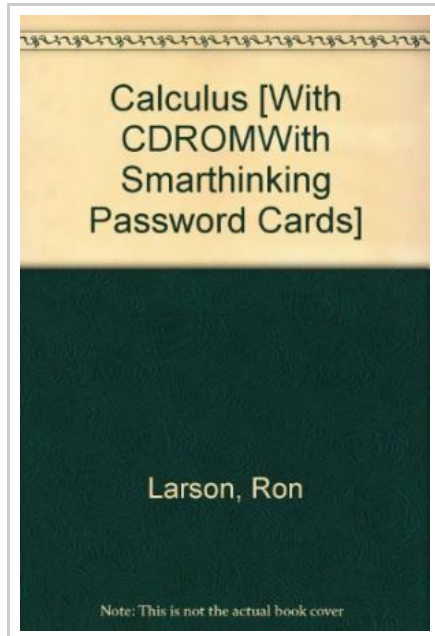 Calculus [With
CDROMWith
Smarthinking
Password Cards]
Larson, Ron
Note: This is not the actual book cover